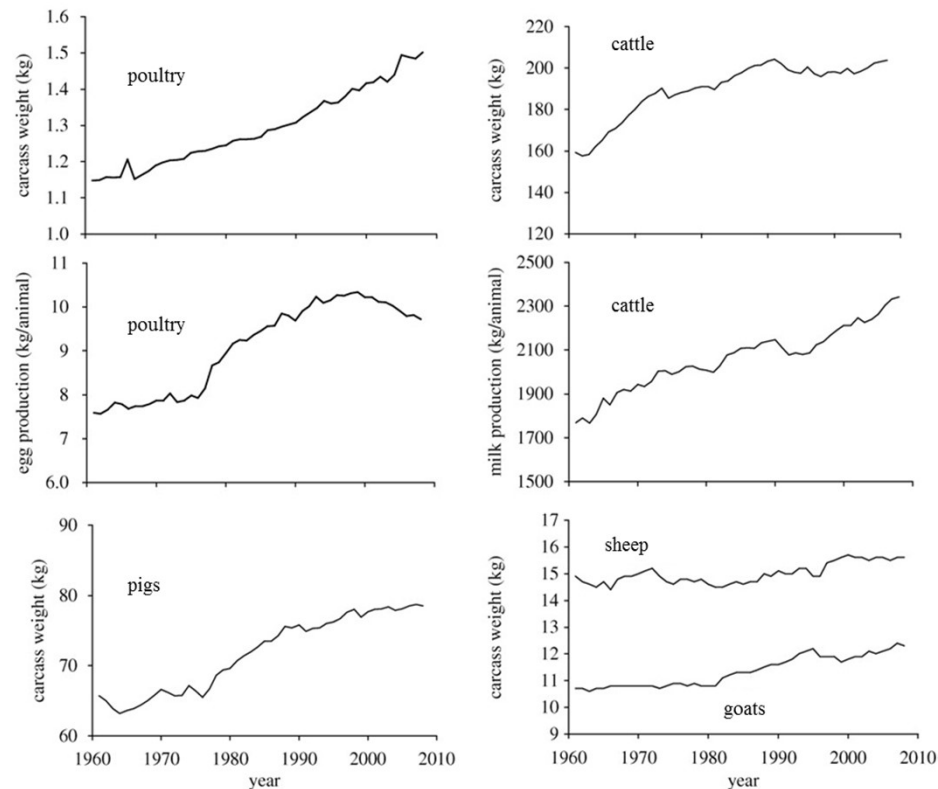 1.6
1.5
1.4
1.3
1.2
1.1
1.0
carcass weight (kg)
poultry
220
200
180
160
140
120
carcass weight (kg)
cattle
11
10
9
8
7
6.0
egg production (kg/animal)
poultry
2500
2300
2100
1900
1700
1500
milk production (kg/animal)
cattle
90
80
70
60
carcass weight (kg)
pigs
1960 1970 1980 1990 2000 2010
year
17
16
15
14
13
12
11
10
9
carcass weight (kg)
sheep
goats
1960 1970 1980 1990 2000 2010
year